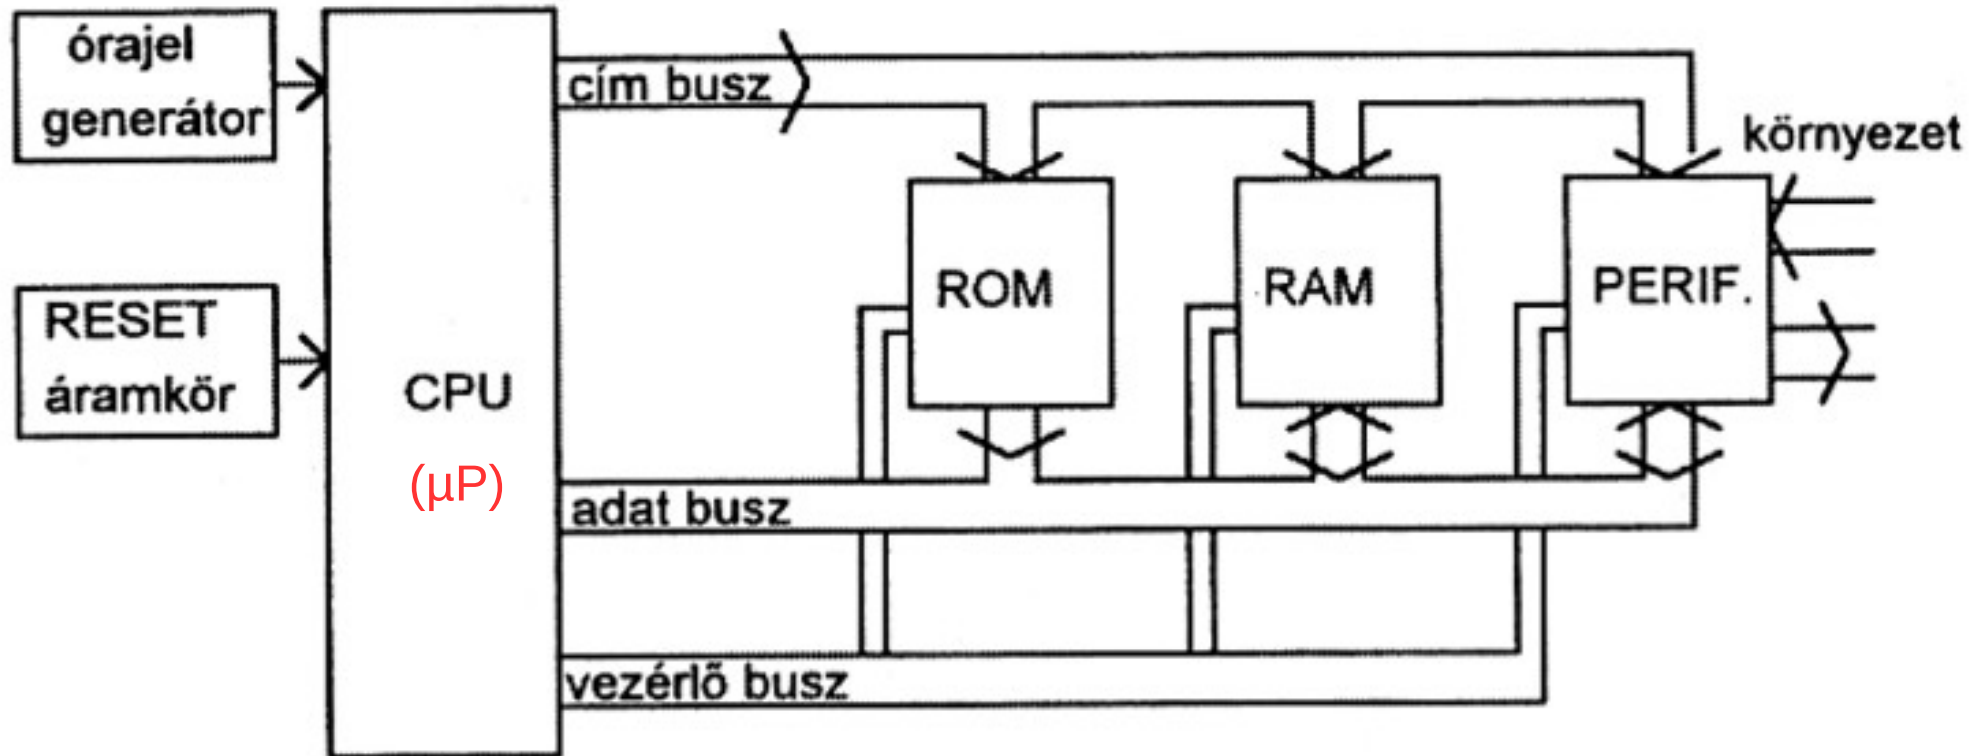 órajel
generátor
cím busz
környezet
ROM
RAM
PERIF.
RESET
áramkör
CPU
(μP)
adat busz
vezérlő busz